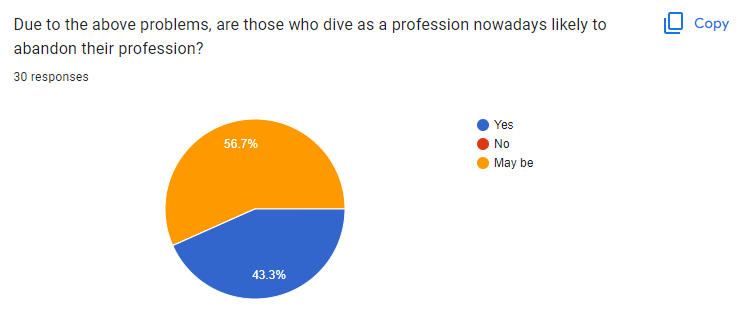 Due to the above problems, are those who dive as a profession nowadays likely to
abandon their profession?
Copy
30 responses
56.7%
43.3%
Yes
No
May be